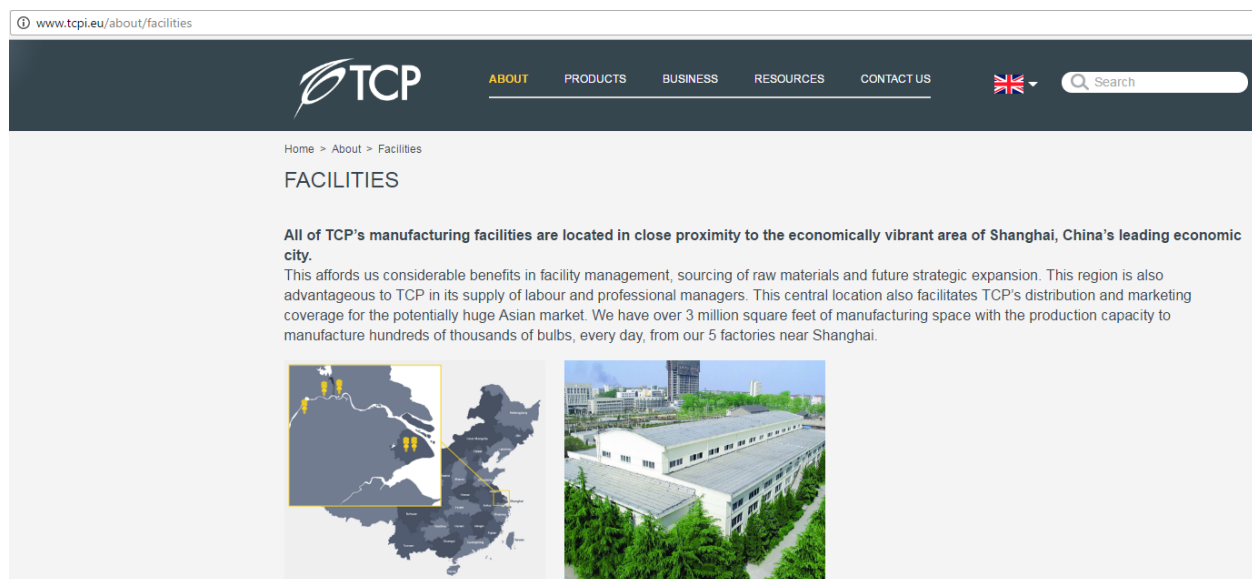 www.tcpi.eu/about/facilities
TCP
ABOUT PRODUCTS BUSINESS RESOURCES CONTACT US
Search
Home > About > Facilities
FACILITIES
All of TCP’s manufacturing facilities are located in close proximity to the economically vibrant area of Shanghai, China’s leading economic
city.
This affords us considerable benefits in facility management, sourcing of raw materials and future strategic expansion. This region is also
advantageous to TCP in its supply of labour and professional managers. This central location also facilitates TCP’s distribution and marketing
coverage for the potentially huge Asian market. We have over 3 million square feet of manufacturing space with the production capacity to
manufacture hundreds of thousands of bulbs, every day, from our 5 factories near Shanghai.
Shanghai